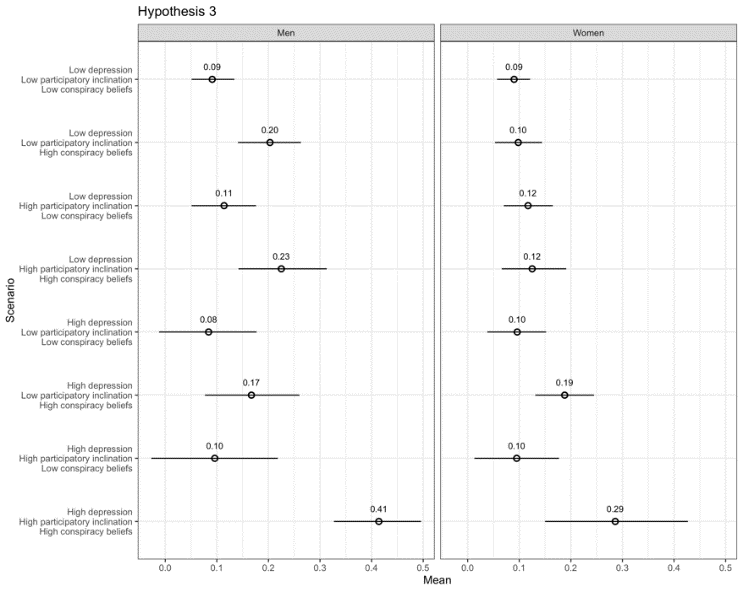 Hypothesis 3
Men
Women
Scenario
Low depression
Low participatory inclination
Low conspiracy beliefs
0.09
0.09
Low depression
Low participatory inclination
High conspiracy beliefs
0.20
0.10
Low depression
High participatory inclination
Low conspiracy beliefs
0.11
0.12
Low depression
High participatory inclination
High conspiracy beliefs
0.23
0.12
High depression
Low participatory inclination
Low conspiracy beliefs
0.08
0.10
High depression
Low participatory inclination
High conspiracy beliefs
0.17
0.19
High depression
High participatory inclination
Low conspiracy beliefs
0.10
0.10
High depression
High participatory inclination
High conspiracy beliefs
0.41
0.29
0.0 0.1 0.2 0.3 0.4 0.5
0.0 0.1 0.2 0.3 0.4 0.5
Mean